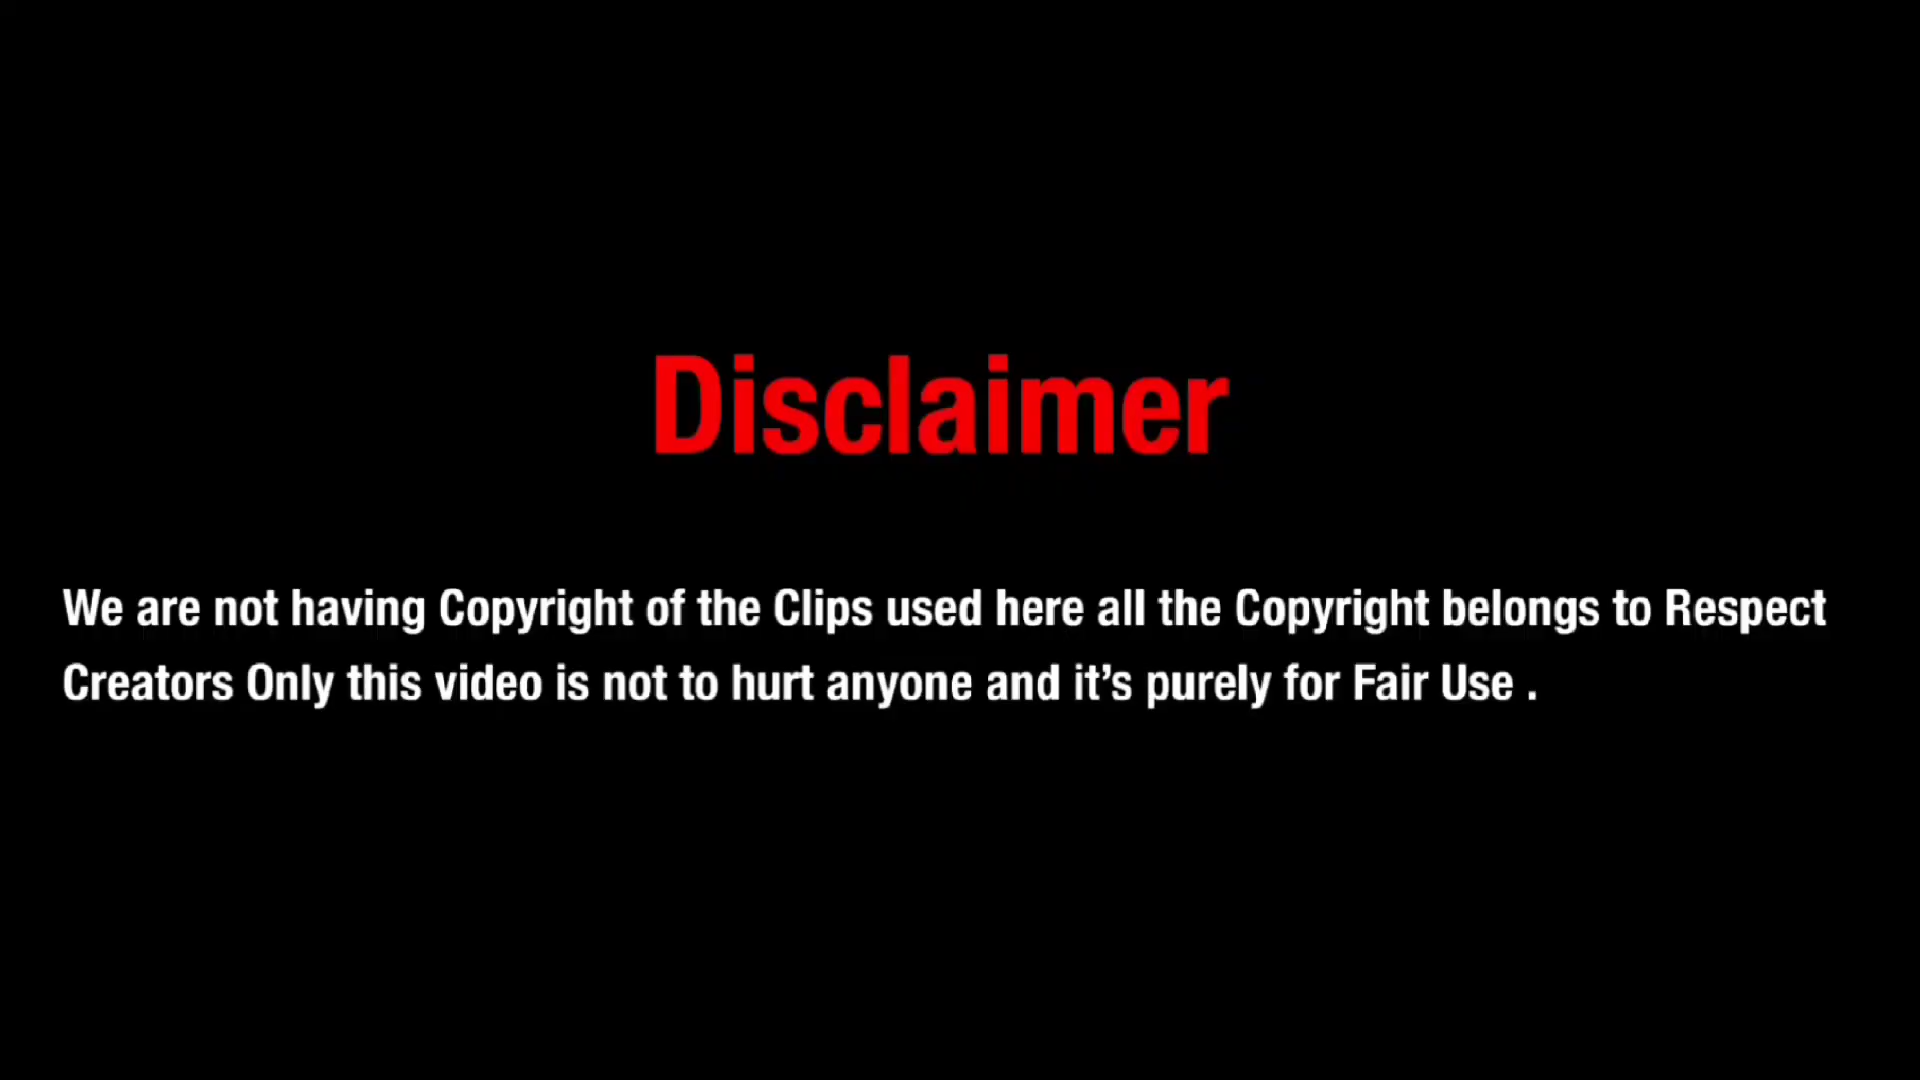 Disclaimer
We are not having Copyright of the Clips used here all the Copyright belongs to Respect
Creators Only this video is not to hurt anyone and it’s purely for Fair Use .